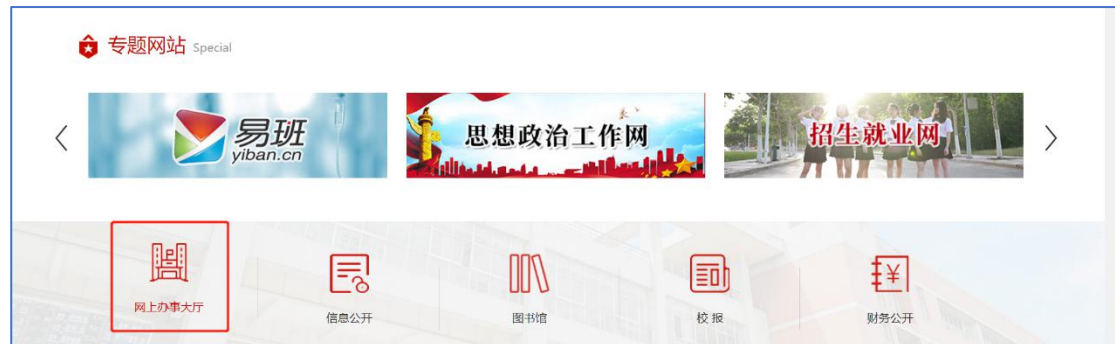 专题网站 Special
易班
yiban.cn
思想政治工作网
招生就业网
网上办事大厅
信息公开
图书馆
校报
财务公开